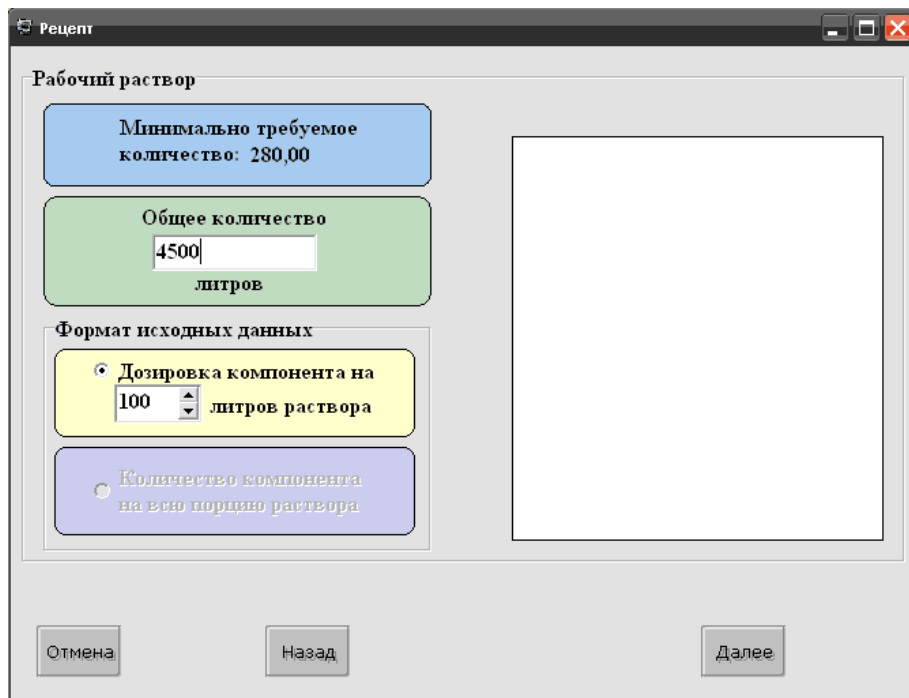 Рецепт
Рабочий раствор
Минимально требуемое
количество: 280,00
Общее количество
4500
литров
Формат исходных данных
Дозировка компонента на
100 литров раствора
Количество компонента
на всю порцию раствора
Отмена
Назад
Далее